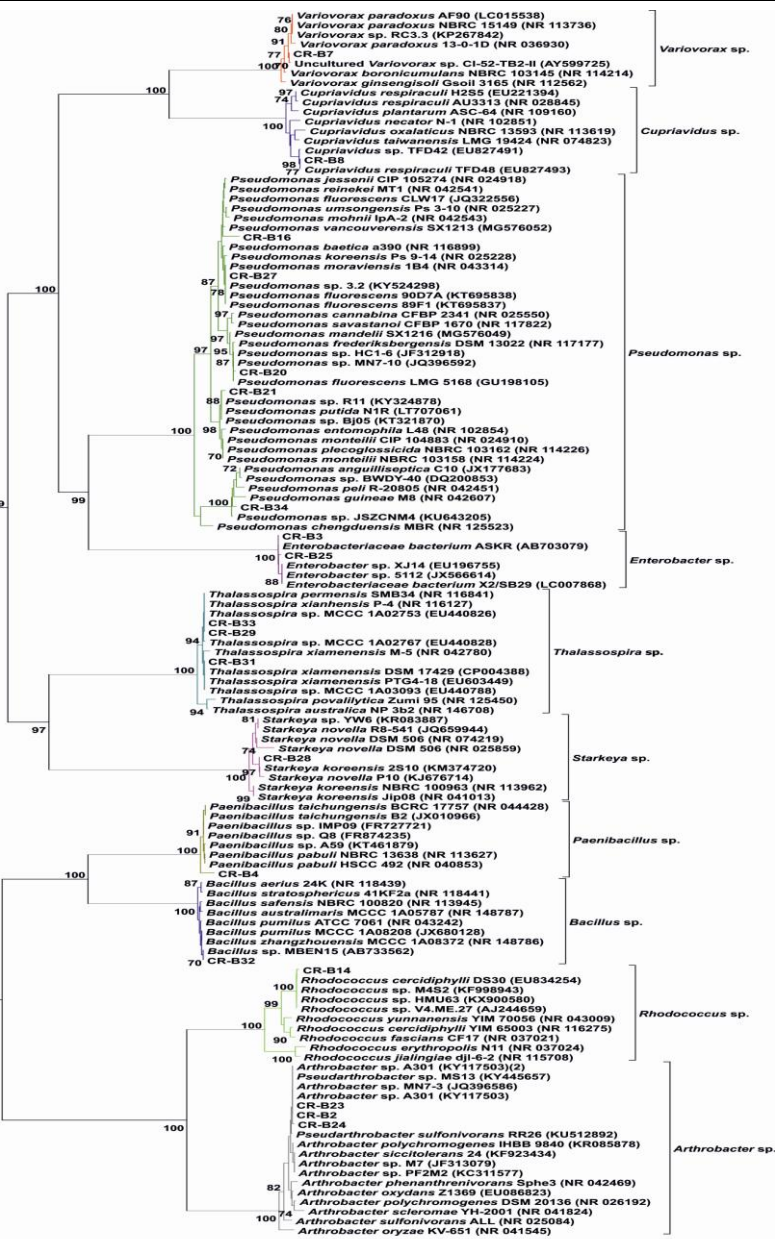 Variovorax paradoxus AF90 (LC015538)
76
Variovorax paradoxus NBRC 15149 (NR 113736)
80
Variovorax sp. RC3.3 (KP267842)
91
Variovorax paradoxus 13-0-1D (NR 036930)
77
CR-B7
100
70
Uncultured Variovorax sp. CI-52-TB2-II (AY599725)
Variovorax boronicumulans NBRC 103145 (NR 114214)
Variovorax ginsengisoli Gsoil 3165 (NR 112562)
Variovorax sp.
100
97
Cupriavidus respiraculi H2S5 (EU221394)
74
Cupriavidus respiraculi AU3313 (NR 028845)
Cupriavidus plantarum ASC-64 (NR 109160)
100
Cupriavidus necator N-1 (NR 102851)
Cupriavidus oxalaticus NBRC 13593 (NR 113619)
Cupriavidus taiwanensis LMG 19424 (NR 074823)
Cupriavidus sp. TFD42 (EU827491)
98
CR-B8
77
Cupriavidus respiraculi TFD48 (EU827493)
Cupriavidus sp.
Pseudomonas jessenii CIP 105274 (NR 024918)
Pseudomonas reinekei MT1 (NR 042541)
Pseudomonas fluorescens CLW17 (JQ322556)
Pseudomonas umsongensis Ps 3-10 (NR 025227)
Pseudomonas mohnii IpA-2 (NR 042543)
Pseudomonas vancouverensis SX1213 (MG576052)
CR-B16
Pseudomonas baetica a390 (NR 116899)
Pseudomonas koreensis Ps 9-14 (NR 025228)
Pseudomonas moraviensis 1B4 (NR 043314)
CR-B27
87
Pseudomonas sp. 3.2 (KY524298)
78
100
Pseudomonas fluorescens 90D7A (KT695838)
Pseudomonas fluorescens 89F1 (KT695837)
97
Pseudomonas cannabina CFBP 2341 (NR 025550)
Pseudomonas savastanoi CFBP 1670 (NR 117822)
97
Pseudomonas mandelii SX1216 (MG576049)
Pseudomonas frederiksbergensis DSM 13022 (NR 117177)
97
95
Pseudomonas sp. HC1-6 (JF312918)
87
Pseudomonas sp. MN7-10 (JQ396592)
CR-B20
Pseudomonas fluorescens LMG 5168 (GU198105)
CR-B21
88
Pseudomonas sp. R11 (KY324878)
Pseudomonas putida N1R (LT707061)
Pseudomonas sp. Bj05 (KT321870)
98
Pseudomonas entomophila L48 (NR 102854)
100
Pseudomonas monteilii CIP 104883 (NR 024910)
Pseudomonas plecoglossicida NBRC 103162 (NR 114226)
70
Pseudomonas monteilii NBRC 103158 (NR 114224)
72
Pseudomonas anguilliseptica C10 (JX177683)
Pseudomonas sp. BWDY-40 (DQ200853)
Pseudomonas peli R-20805 (NR 042451)
99
100
Pseudomonas guineae M8 (NR 042607)
CR-B34
Pseudomonas sp. JSZCNM4 (KU643205)
Pseudomonas chengduensis MBR (NR 125523)
Pseudomonas sp.
CR-B3
Enterobacteriaceae bacterium ASKR (AB703079)
100
CR-B25
Enterobacter sp. XJ14 (EU196755)
Enterobacter sp. 5112 (JX566614)
88
Enterobacteriaceae bacterium X2/SB29 (LC007868)
Enterobacter sp.
Thalassospira permensis SMB34 (NR 116841)
Thalassospira xianhensis P-4 (NR 116127)
Thalassospira sp. MCCC 1A02753 (EU440826)
CR-B33
CR-B29
94
Thalassospira sp. MCCC 1A02767 (EU440828)
Thalassospira xiamenensis M-5 (NR 042780)
CR-B31
100
Thalassospira xiamenensis DSM 17429 (CP004388)
Thalassospira xiamenensis PTG4-18 (EU603449)
Thalassospira sp. MCCC 1A03093 (EU440788)
Thalassospira povalilytica Zumi 95 (NR 125450)
94
Thalassospira australica NP 3b2 (NR 146708)
Thalassospira sp.
97
81
Starkeya sp. YW6 (KR083887)
Starkeya novella R8-541 (JQ659944)
Starkeya novella DSM 506 (NR 074219)
74
Starkeya novella DSM 506 (NR 025859)
CR-B28
97
Starkeya koreensis 2S10 (KM374720)
100
Starkeya novella P10 (KJ676714)
Starkeya koreensis NBRC 100963 (NR 113962)
99
Starkeya koreensis Jip08 (NR 041013)
Starkeya sp.
Paenibacillus taichungensis BCRC 17757 (NR 044428)
Paenibacillus taichungensis B2 (JX010966)
Paenibacillus sp. IMP09 (FR727721)
91
Paenibacillus sp. Q8 (FR874235)
Paenibacillus sp. A59 (KT461879)
100
Paenibacillus pabuli NBRC 13638 (NR 113627)
Paenibacillus pabuli HSCC 492 (NR 040853)
CR-B4
Paenibacillus sp.
100
87
Bacillus aerius 24K (NR 118439)
Bacillus stratosphericus 41KF2a (NR 118441)
Bacillus safensis NBRC 100820 (NR 113945)
100
Bacillus australimaris MCCC 1A05787 (NR 148787)
Bacillus pumilus ATCC 7061 (NR 043242)
Bacillus pumilus MCCC 1A08208 (JX680128)
Bacillus zhangzhouensis MCCC 1A08372 (NR 148786)
Bacillus sp. MBEN15 (AB733562)
70
CR-B32
Bacillus sp.
CR-B14
Rhodococcus cercidiphylli DS30 (EU834254)
100
Rhodococcus sp. M4S2 (KF998943)
99
Rhodococcus sp. HMU63 (KX900580)
Rhodococcus sp. V4.ME.27 (AJ244659)
100
Rhodococcus yunnanensis YIM 70056 (NR 043009)
Rhodococcus cercidiphylli YIM 65003 (NR 116275)
90
Rhodococcus fascians CF17 (NR 037021)
Rhodococcus erythropolis N11 (NR 037024)
100
Rhodococcus jialingiae djl-6-2 (NR 115708)
Rhodococcus sp.
Arthrobacter sp. A301 (KY117503)(2)
Pseudarthrobacter sp. MS13 (KY445657)
Arthrobacter sp. MN7-3 (JQ396586)
Arthrobacter sp. A301 (KY117503)
CR-B23
CR-B2
100
CR-B24
Pseudarthrobacter sulfonivorans RR26 (KU512892)
Arthrobacter polychromogenes IHBB 9840 (KR085878)
Arthrobacter siccitolerans 24 (KF923434)
Arthrobacter sp. M7 (JF313079)
Arthrobacter sp. PF2M2 (KC311577)
Arthrobacter phenanthrenivorans Sphe3 (NR 042469)
82
Arthrobacter oxydans Z1369 (EU086823)
Arthrobacter polychromogenes DSM 20136 (NR 026192)
74
Arthrobacter scleromae YH-2001 (NR 041824)
100
Arthrobacter sulfonivorans ALL (NR 025084)
Arthrobacter oryzae KV-651 (NR 041545)
Arthrobacter sp.